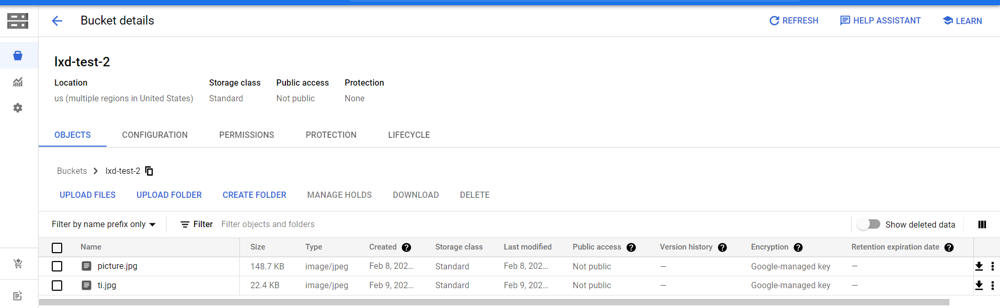 Bucket details REFRESH HELP ASSISTANT LEARN
lxd-test-2
Location Storage class Public access Protection
us (multiple regions in United States) Standard Not public None
OBJECTS CONFIGURATION PERMISSIONS PROTECTION LIFECYCLE
Buckets lxd-test-2
UPLOAD FILES UPLOAD FOLDER CREATE FOLDER MANAGE HOLDS DOWNLOAD DELETE
Filter by name prefix only Filter Filter objects and folders Show deleted data
Name Size Type Created ? Storage class Last modified Public access ? Version history ? Encryption ? Retention expiration date ?
picture.jpg 148.7 KB image/jpeg Feb 8, 202... Standard Feb 8, 202... Not public — Google-managed key —
ti.jpg 22.4 KB image/jpeg Feb 9, 202... Standard Feb 9, 202... Not public — Google-managed key —